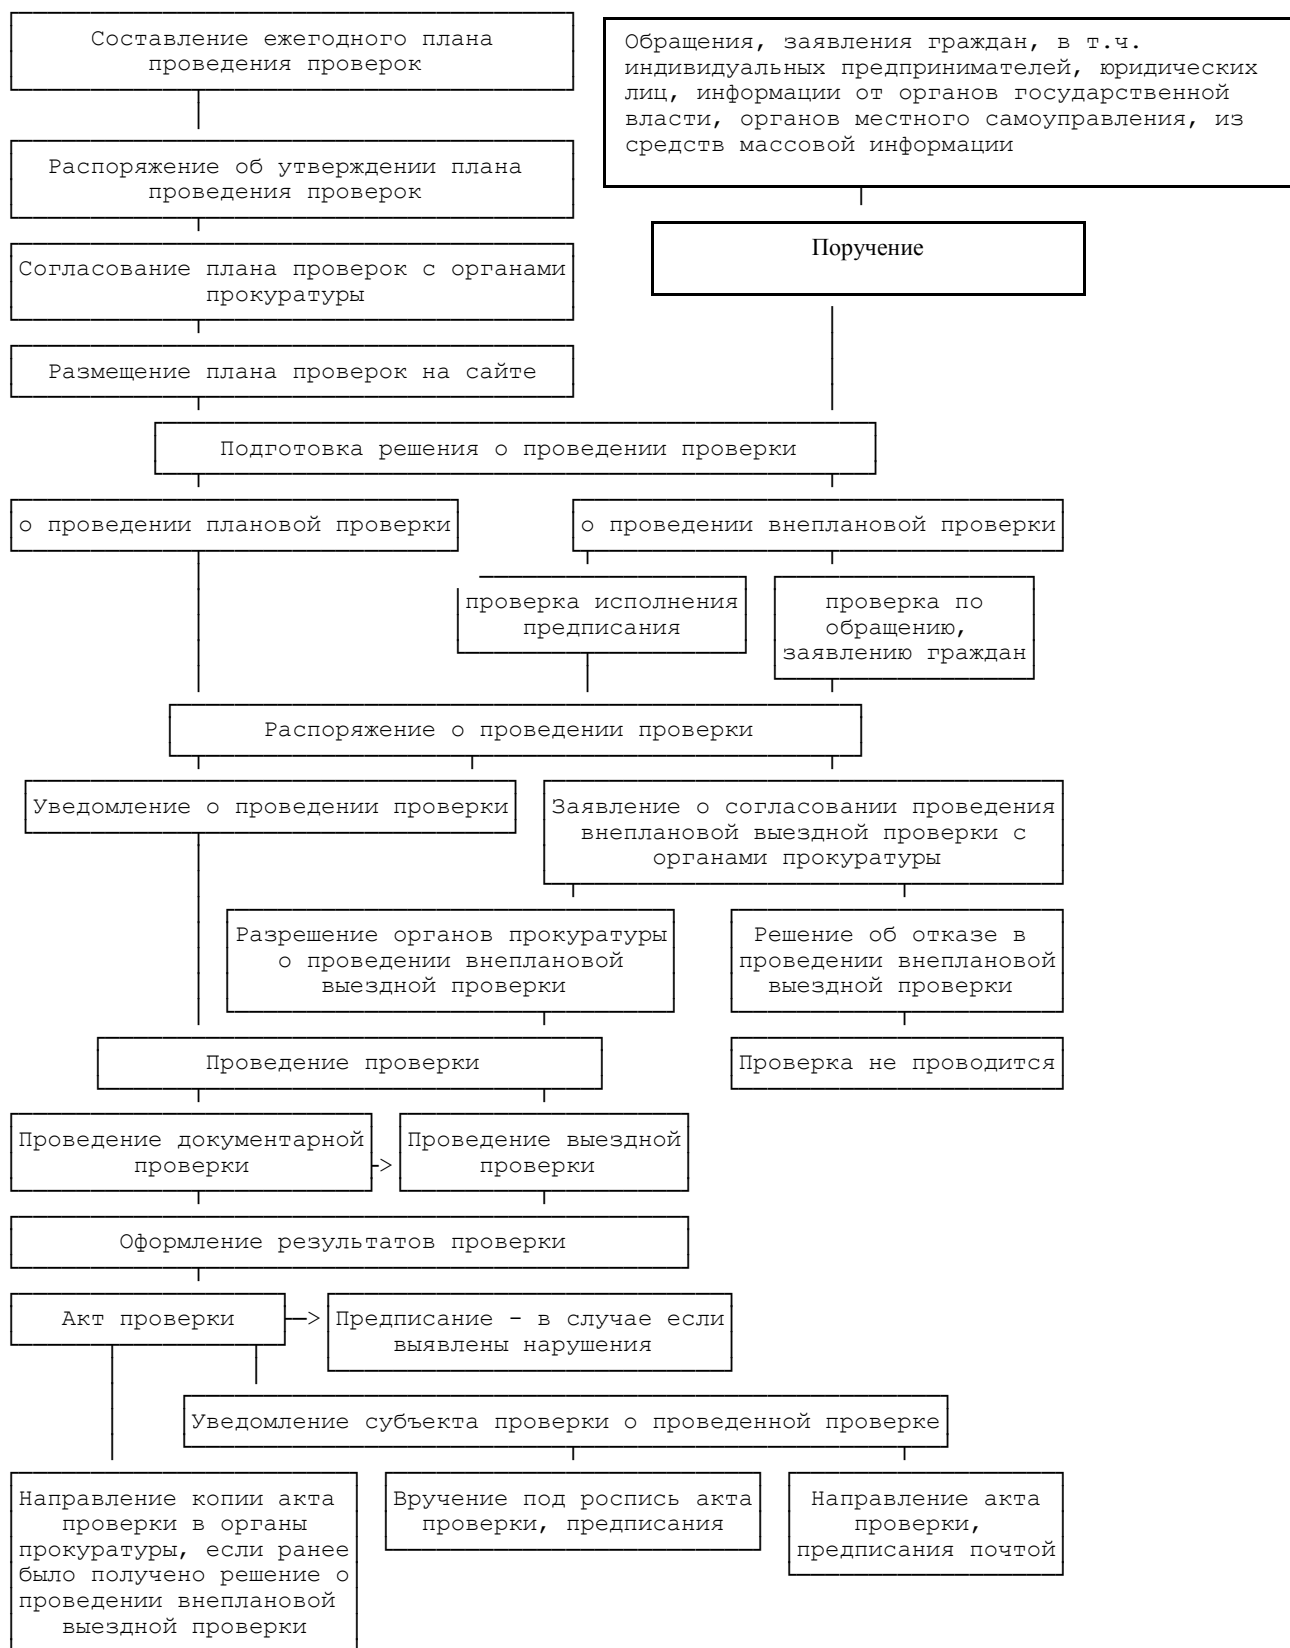 Составление ежегодного плана
проведения проверок
Обращения, заявления граждан, в т.ч.
индивидуальных предпринимателей, юридических
лиц, информации от органов государственной
власти, органов местного самоуправления, из
средств массовой информации
Распоряжение об утверждении плана
проведения проверок
Поручение
Согласование плана проверок с органами
прокуратуры
Размещение плана проверок на сайте
Подготовка решения о проведении проверки
о проведении плановой проверки
о проведении внеплановой проверки
проверка исполнения
предписания
проверка по
обращению,
заявлению граждан
Распоряжение о проведении проверки
Уведомление о проведении проверки
Заявление о согласовании проведения
внеплановой выездной проверки с
органами прокуратуры
Разрешение органов прокуратуры
о проведении внеплановой
выездной проверки
Решение об отказе в
проведении внеплановой
выездной проверки
Проведение проверки
Проверка не проводится
Проведение документарной
проверки
Проведение выездной
проверки
Оформление результатов проверки
Акт проверки
Предписание - в случае если
выявлены нарушения
Уведомление субъекта проверки о проведенной проверке
Направление копии акта
проверки в органы
прокуратуры, если ранее
было получено решение о
проведении внеплановой
выездной проверки
Вручение под роспись акта
проверки, предписания
Направление акта
проверки,
предписания почтой